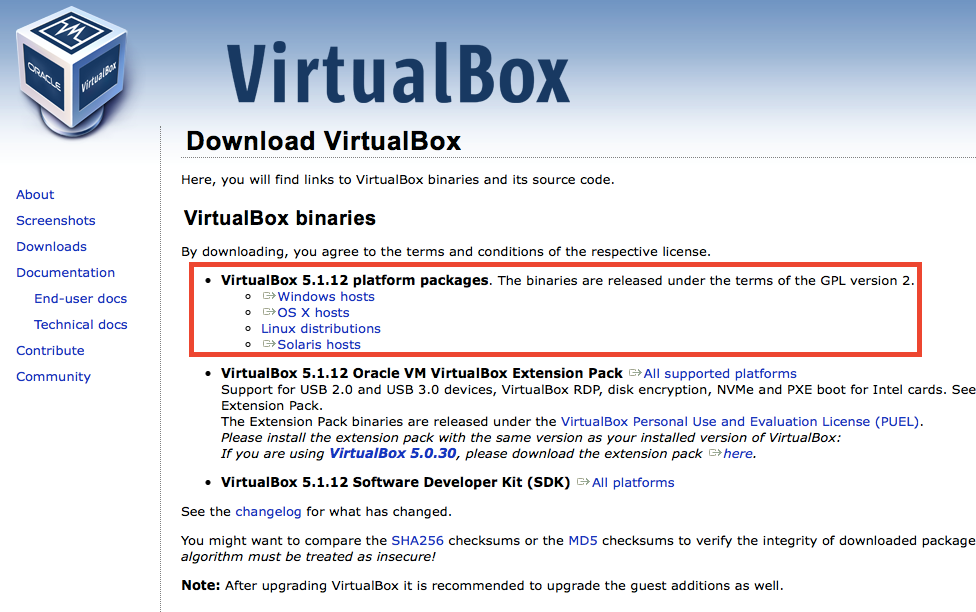 ORACLE
VirtualBox
VirtualBox
Download VirtualBox
Here, you will find links to VirtualBox binaries and its source code.
About
Screenshots
Downloads
Documentation
End-user docs
Technical docs
Contribute
Community
VirtualBox binaries
By downloading, you agree to the terms and conditions of the respective license.
• VirtualBox 5.1.12 platform packages. The binaries are released under the terms of the GPL version 2.
Windows hosts
OS X hosts
Linux distributions
Solaris hosts
• VirtualBox 5.1.12 Oracle VM VirtualBox Extension Pack All supported platforms
Support for USB 2.0 and USB 3.0 devices, VirtualBox RDP, disk encryption, NVMe and PXE boot for Intel cards. See
Extension Pack.
The Extension Pack binaries are released under the VirtualBox Personal Use and Evaluation License (PUEL).
Please install the extension pack with the same version as your installed version of VirtualBox:
If you are using VirtualBox 5.0.30, please download the extension pack here.
• VirtualBox 5.1.12 Software Developer Kit (SDK) All platforms
See the changelog for what has changed.
You might want to compare the SHA256 checksums or the MD5 checksums to verify the integrity of downloaded package
algorithm must be treated as insecure!
Note: After upgrading VirtualBox it is recommended to upgrade the guest additions as well.